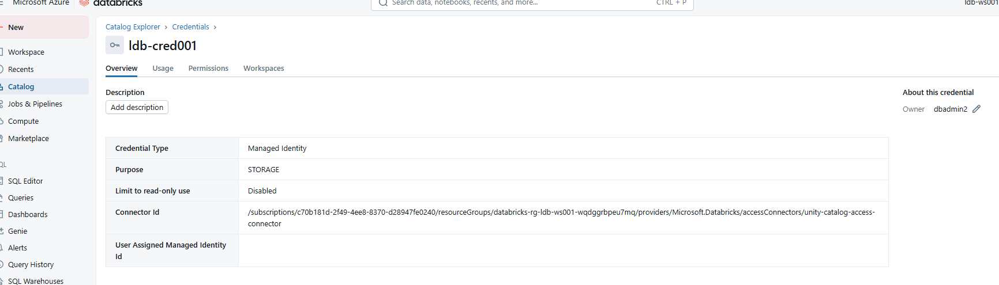 Microsoft Azure databricks Search data, notebooks, recents, and more... CTRL + P ldb-ws001
New
Catalog Explorer › Credentials ›
ldb-cred001
Workspace
Recents
Catalog
Jobs & Pipelines
Compute
Marketplace
QL
SQL Editor
Queries
Dashboards
Genie
Alerts
Query History
SQL Warehouses
Overview Usage Permissions Workspaces
Description
Add description
About this credential
Owner dbadmin2
Credential Type Managed Identity
Purpose STORAGE
Limit to read-only use Disabled
Connector Id /subscriptions/c70b181d-2f49-4ee8-8370-d28947fe0240/resourceGroups/databricks-rg-ldb-ws001-wqdggrbpeu7mq/providers/Microsoft.Databricks/accessConnectors/unity-catalog-access-
connector
User Assigned Managed Identity
Id